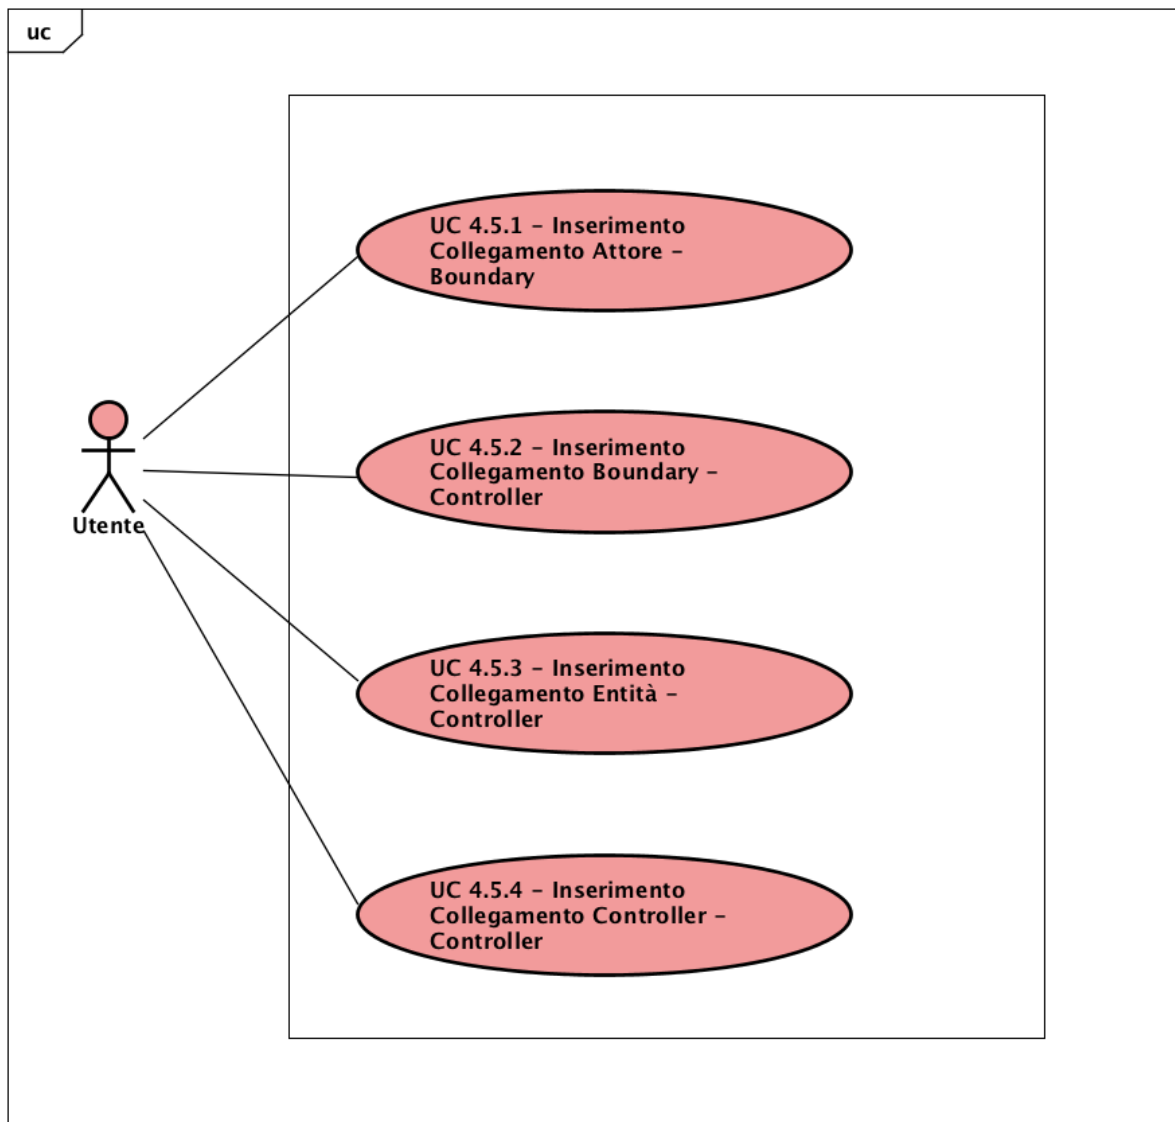 uc
UC 4.5.1 – Inserimento
Collegamento Attore –
Boundary
UC 4.5.2 – Inserimento
Collegamento Boundary –
Controller
Utente
UC 4.5.3 – Inserimento
Collegamento Entità –
Controller
UC 4.5.4 – Inserimento
Collegamento Controller –
Controller